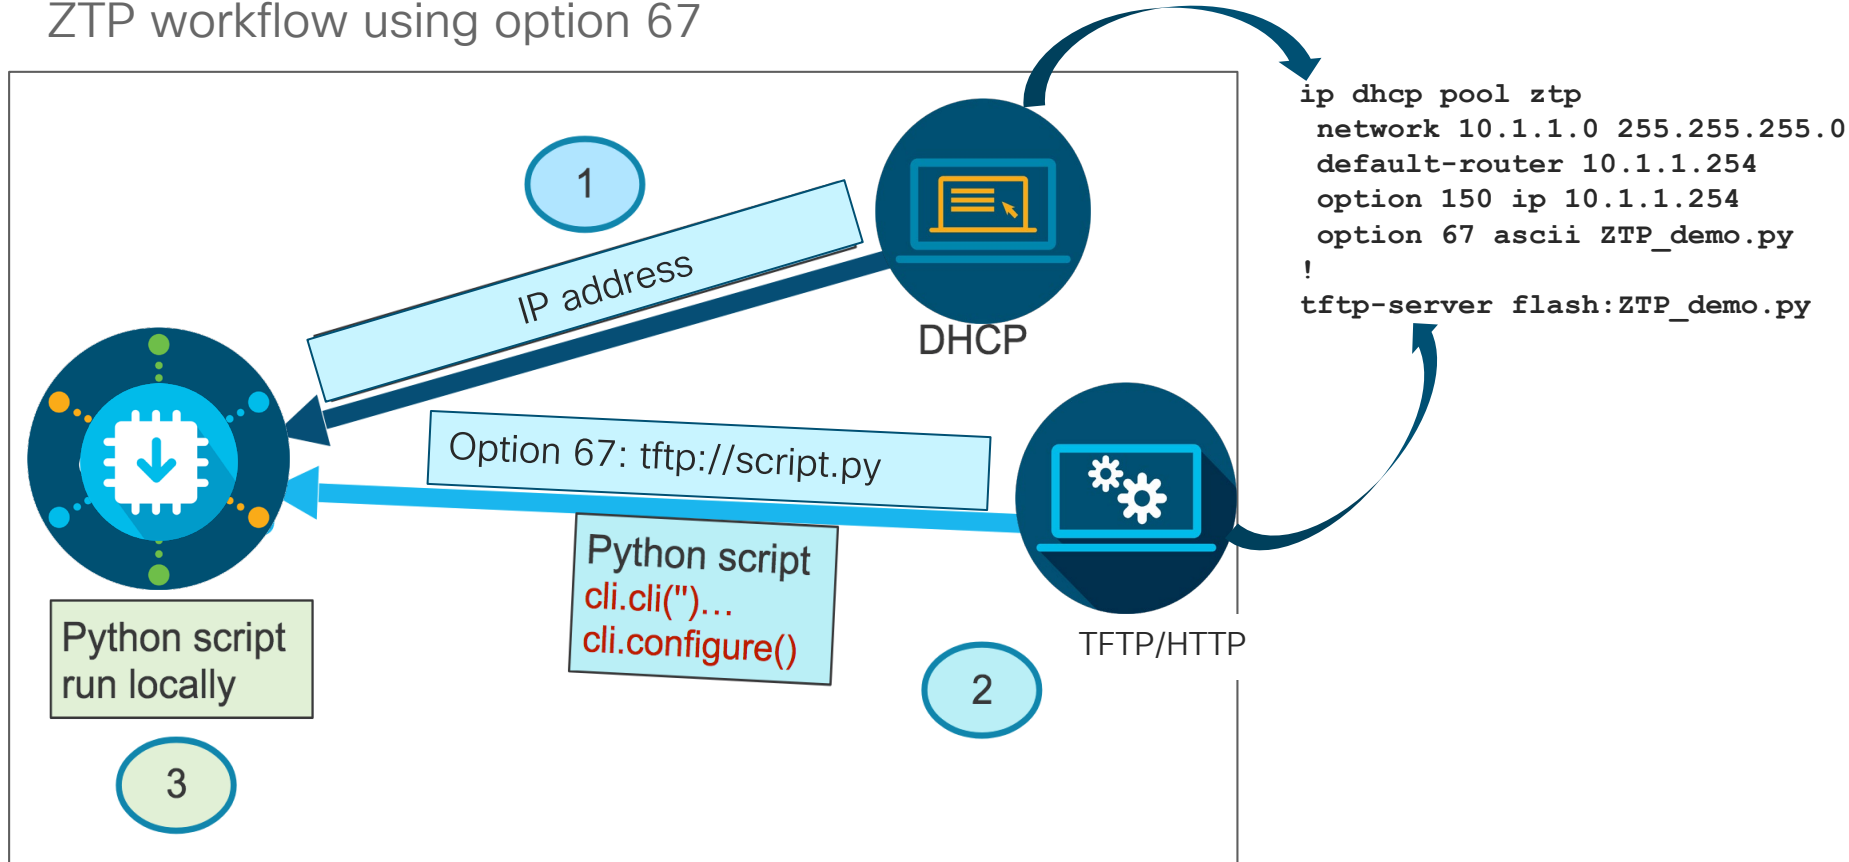 ZTP workflow using option 67
1
IP address
DHCP
ip dhcp pool ztp
network 10.1.1.0 255.255.255.0
default-router 10.1.1.254
option 150 ip 10.1.1.254
option 67 ascii ZTP_demo.py
!
tftp-server flash:ZTP_demo.py
Option 67: tftp://script.py
Python script
cli.cli(")...
cli.configure()
TFTP/HTTP
2
Python script
run locally
3